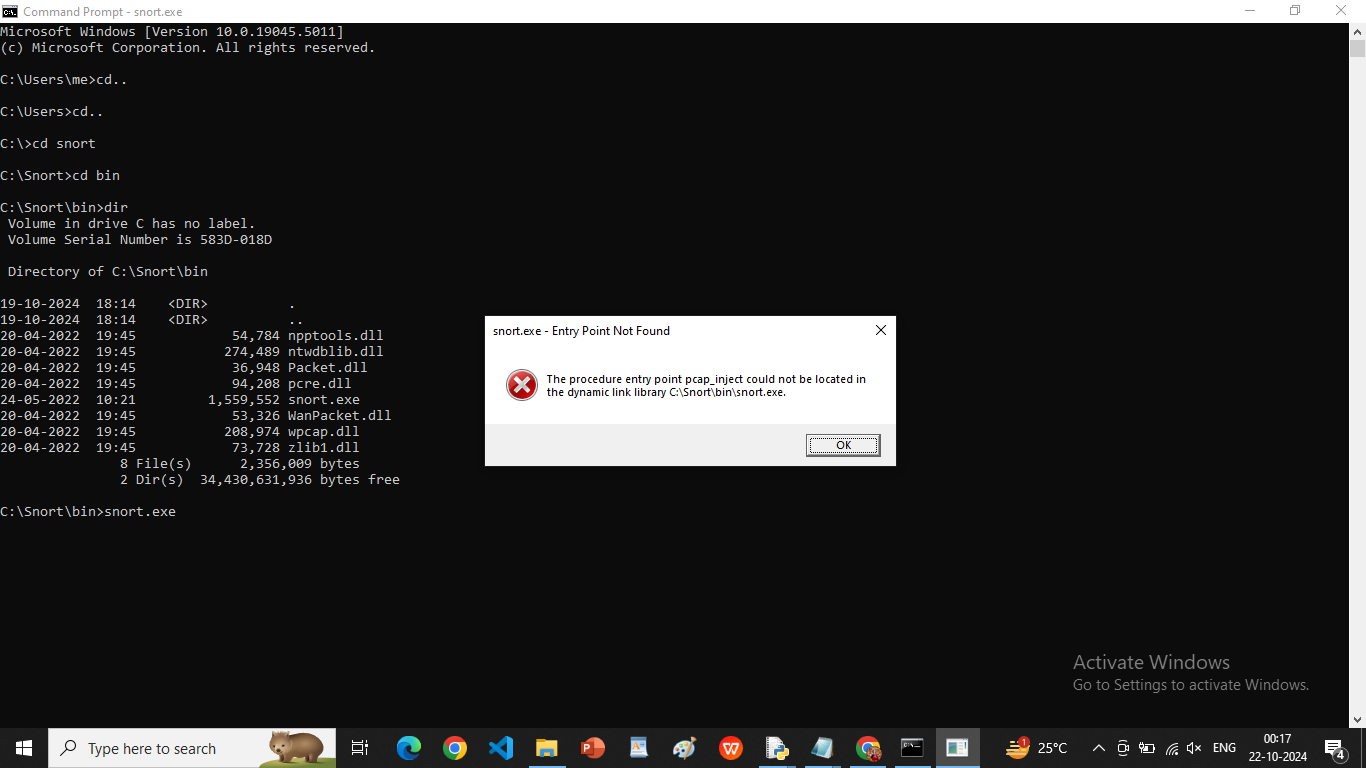 Command Prompt - snort.exe
Microsoft Windows [Version 10.0.19045.5011]
(c) Microsoft Corporation. All rights reserved.
C:\Users\me>cd..
C:\Users>cd..
C:\>cd snort
C:\Snort>cd bin
C:\Snort\bin>dir
 Volume in drive C has no label.
 Volume Serial Number is 583D-018D
 Directory of C:\Snort\bin
19-10-2024  18:14    <DIR>          .
19-10-2024  18:14    <DIR>          ..
20-04-2022  19:45            54,784 npptools.dll
20-04-2022  19:45           274,489 ntwdblib.dll
20-04-2022  19:45            36,948 Packet.dll
20-04-2022  19:45            94,208 pcre.dll
24-05-2022  10:21         1,559,552 snort.exe
20-04-2022  19:45            53,326 WanPacket.dll
20-04-2022  19:45           208,974 wpcap.dll
20-04-2022  19:45            73,728 zlib1.dll
               8 File(s)      2,356,009 bytes
               2 Dir(s)  34,430,631,936 bytes free
C:\Snort\bin>snort.exe
snort.exe - Entry Point Not Found
The procedure entry point pcap_inject could not be located in
the dynamic link library C:\Snort\bin\snort.exe.
OK
Activate Windows
Go to Settings to activate Windows.
Type here to search
1
25°C
ENG
00:17
22-10-2024
4